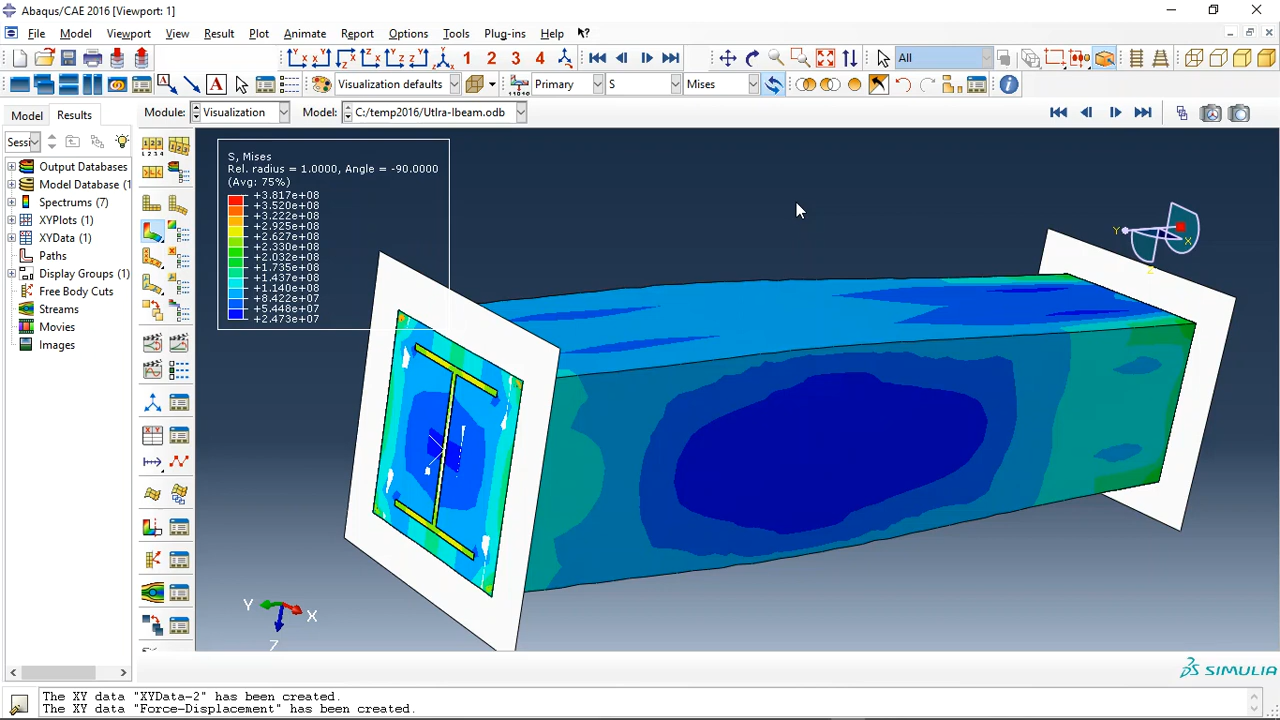 Abaqus/CAE 2016 [Viewport: 1]
File Model Viewport View Result Plot Animate Report Options Tools Plug-ins Help
1 2 3 4 All
Visualization defaults Primary S Mises
Model Results Module: Visualization Model: C:/temp2016/Utlra-Ibeam.odb
Sessi
Output Databases
Model Database (1
Spectrums (7)
XYPlots (1)
XYData (1)
Paths
Display Groups (1)
Free Body Cuts
Streams
Movies
Images
S, Mises
Rel. radius = 1.0000, Angle = -90.0000
(Avg: 75%)
+3.817e+08
+3.520e+08
+3.222e+08
+2.925e+08
+2.627e+08
+2.330e+08
+2.032e+08
+1.735e+08
+1.437e+08
+1.140e+08
+8.422e+07
+5.448e+07
+2.473e+07
Y
X
Z
Y
X
Z
SIMULIA
The XY data "XYData-2" has been created.
The XY data "Force-Displacement" has been created.